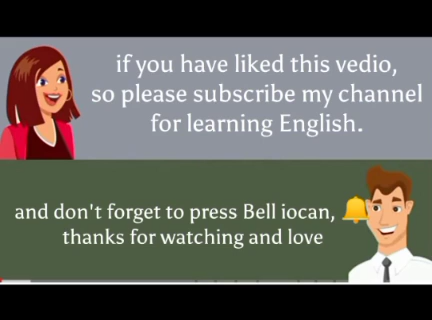 if you have liked this vedio,
so please subscribe my channel
for learning English.
and don't forget to press Bell iocan,
thanks for watching and love